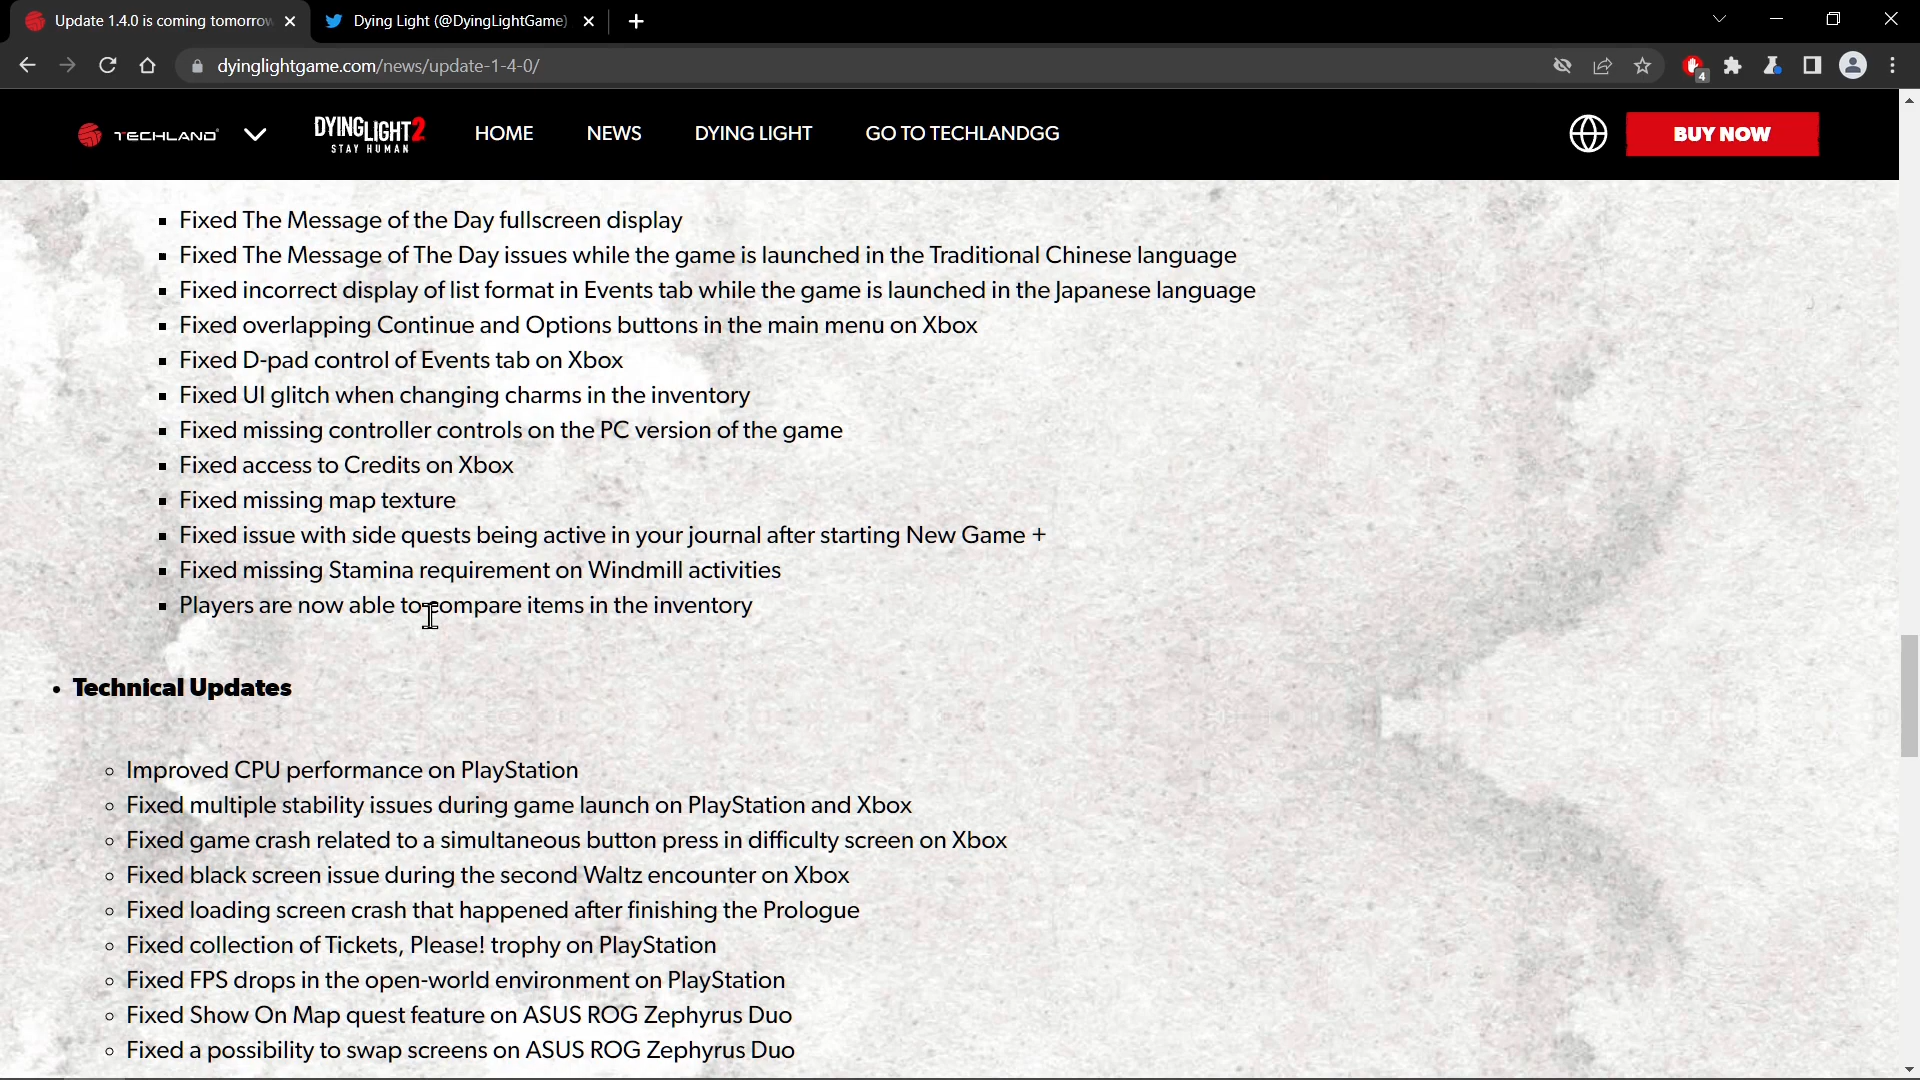 Update 1.4.0 is coming tomorrow
Dying Light (@DyingLightGame)
dyinglightgame.com/news/update-1-4-0/
4
TECHLAND
DYING LIGHT 2
STAY HUMAN
HOME
NEWS
DYING LIGHT
GO TO TECHLANDGG
BUY NOW
Fixed The Message of the Day fullscreen display
Fixed The Message of The Day issues while the game is launched in the Traditional Chinese language
Fixed incorrect display of list format in Events tab while the game is launched in the Japanese language
Fixed overlapping Continue and Options buttons in the main menu on Xbox
Fixed D-pad control of Events tab on Xbox
Fixed UI glitch when changing charms in the inventory
Fixed missing controller controls on the PC version of the game
Fixed access to Credits on Xbox
Fixed missing map texture
Fixed issue with side quests being active in your journal after starting New Game +
Fixed missing Stamina requirement on Windmill activities
Players are now able to compare items in the inventory
Technical Updates
Improved CPU performance on PlayStation
Fixed multiple stability issues during game launch on PlayStation and Xbox
Fixed game crash related to a simultaneous button press in difficulty screen on Xbox
Fixed black screen issue during the second Waltz encounter on Xbox
Fixed loading screen crash that happened after finishing the Prologue
Fixed collection of Tickets, Please! trophy on PlayStation
Fixed FPS drops in the open-world environment on PlayStation
Fixed Show On Map quest feature on ASUS ROG Zephyrus Duo
Fixed a possibility to swap screens on ASUS ROG Zephyrus Duo